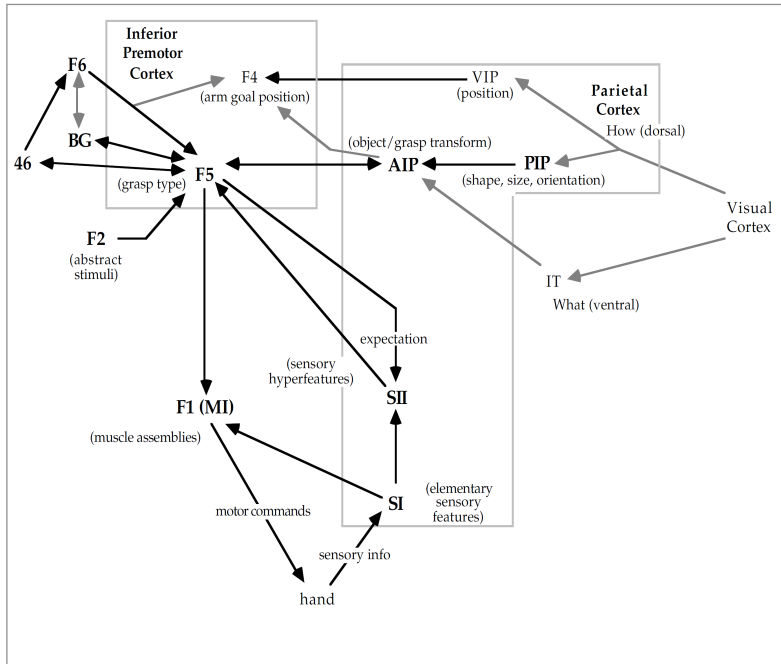 Inferior
Premotor
Cortex
F6
F4
(arm goal position)
VIP
(position)
Parietal
Cortex
How (dorsal)
BG
(object/grasp transform)
46
F5
(grasp type)
AIP
PIP
(shape, size, orientation)
Visual
Cortex
F2
(abstract
stimuli)
IT
What (ventral)
expectation
(sensory
hyperfeatures)
SII
F1 (MI)
(muscle assemblies)
SI
(elementary
sensory
features)
motor commands
sensory info
hand